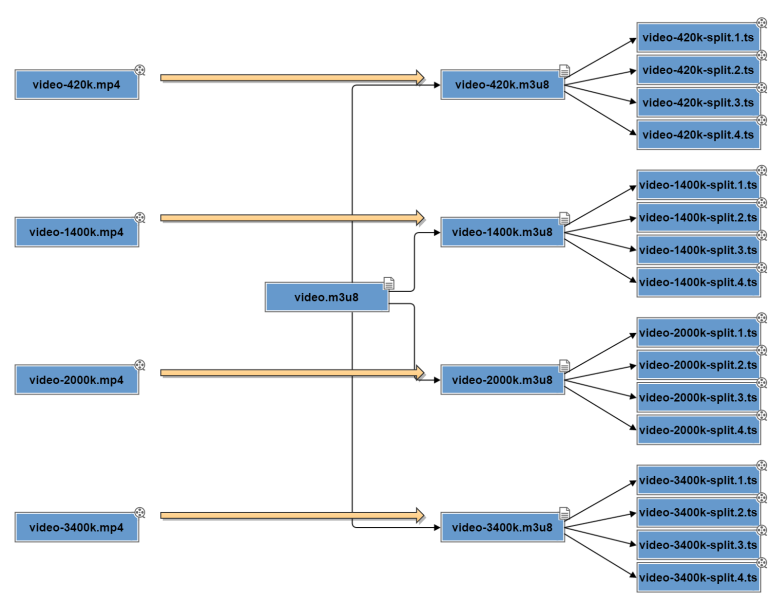 video-420k.mp4
video-420k.m3u8
video-420k-split.1.ts
video-420k-split.2.ts
video-420k-split.3.ts
video-420k-split.4.ts
video-1400k.mp4
video-1400k.m3u8
video-1400k-split.1.ts
video-1400k-split.2.ts
video-1400k-split.3.ts
video-1400k-split.4.ts
video.m3u8
video-2000k.mp4
video-2000k.m3u8
video-2000k-split.1.ts
video-2000k-split.2.ts
video-2000k-split.3.ts
video-2000k-split.4.ts
video-3400k.mp4
video-3400k.m3u8
video-3400k-split.1.ts
video-3400k-split.2.ts
video-3400k-split.3.ts
video-3400k-split.4.ts